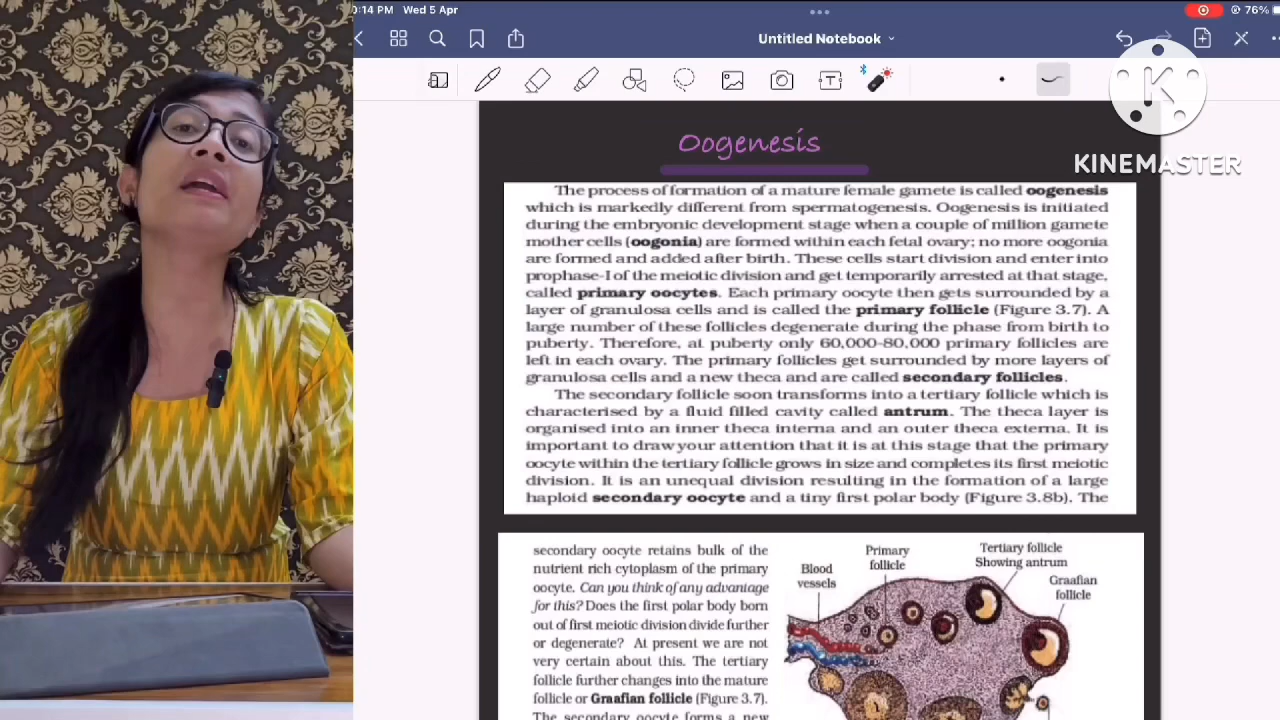 0:14 PM Wed 5 Apr
76%
Untitled Notebook
KINEMASTER
Oogenesis
The process of formation of a mature female gamete is called oogenesis
which is markedly different from spermatogenesis. Oogenesis is initiated
during the embryonic development stage when a couple of million gamete
mother cells (oogonia) are formed within each fetal ovary; no more oogonia
are formed and added after birth. These cells start division and enter into
prophase-I of the meiotic division and get temporarily arrested at that stage,
called primary oocytes. Each primary oocyte then gets surrounded by a
layer of granulosa cells and is called the primary follicle (Figure 3.7). A
large number of these follicles degenerate during the phase from birth to
puberty. Therefore, at puberty only 60,000-80,000 primary follicles are
left in each ovary. The primary follicles get surrounded by more layers of
granulosa cells and a new theca and are called secondary follicles.
The secondary follicle soon transforms into a tertiary follicle which is
characterised by a fluid filled cavity called antrum. The theca layer is
organised into an inner theca interna and an outer theca externa. It is
important to draw your attention that it is at this stage that the primary
oocyte within the tertiary follicle grows in size and completes its first meiotic
division. It is an unequal division resulting in the formation of a large
haploid secondary oocyte and a tiny first polar body (Figure 3.8b). The
secondary oocyte retains bulk of the
nutrient rich cytoplasm of the primary
oocyte. Can you think of any advantage
for this? Does the first polar body born
out of first meiotic division divide further
or degenerate? At present we are not
very certain about this. The tertiary
follicle further changes into the mature
follicle or Graafian follicle (Figure 3.7).
The secondary oocyte forms a new
Blood
vessels
Primary
follicle
Tertiary follicle
Showing antrum
Graafian
follicle